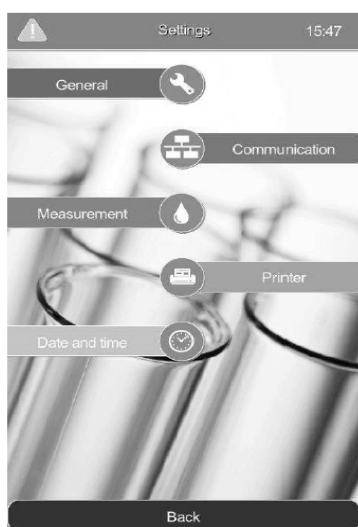 Settings 15:47
General
Communication
Measurement
Printer
Date and time
Back